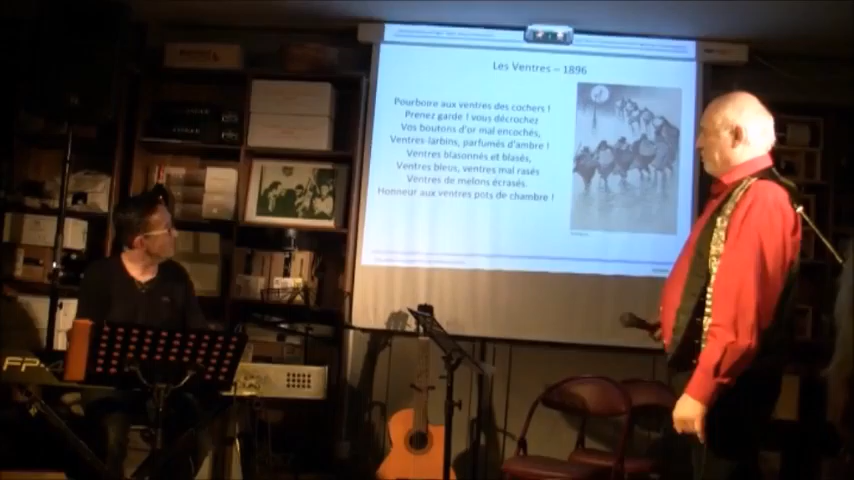 Les Ventres – 1896
Pourboire aux ventres des cochers !
Prenez garde ! vous décrochez
Vos boutons d'or mal encochés,
Ventres-larbins, parfumés d'ambre !
Ventres blasonnés et blasés,
Ventres bleus, ventres mal rasés
Ventres de melons écrasés.
Honneur aux ventres pots de chambre !
FP